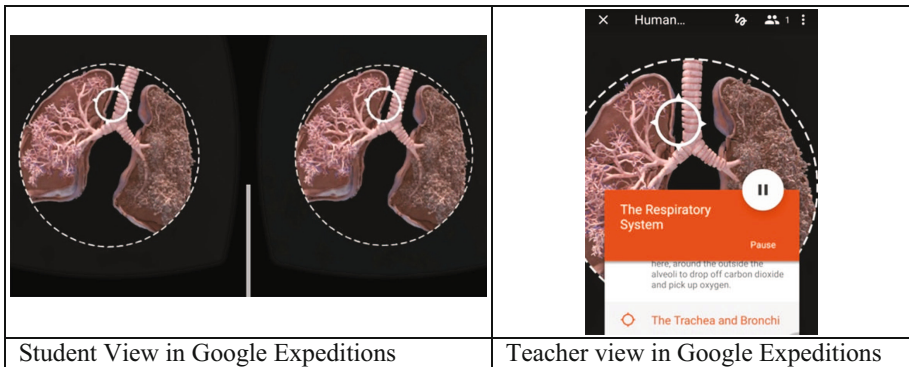 Human... 1
The Respiratory
System
Pause
here, around the outside the
alveoli to drop off carbon dioxide
and pick up oxygen.
The Trachea and Bronchi
Student View in Google Expeditions
Teacher view in Google Expeditions